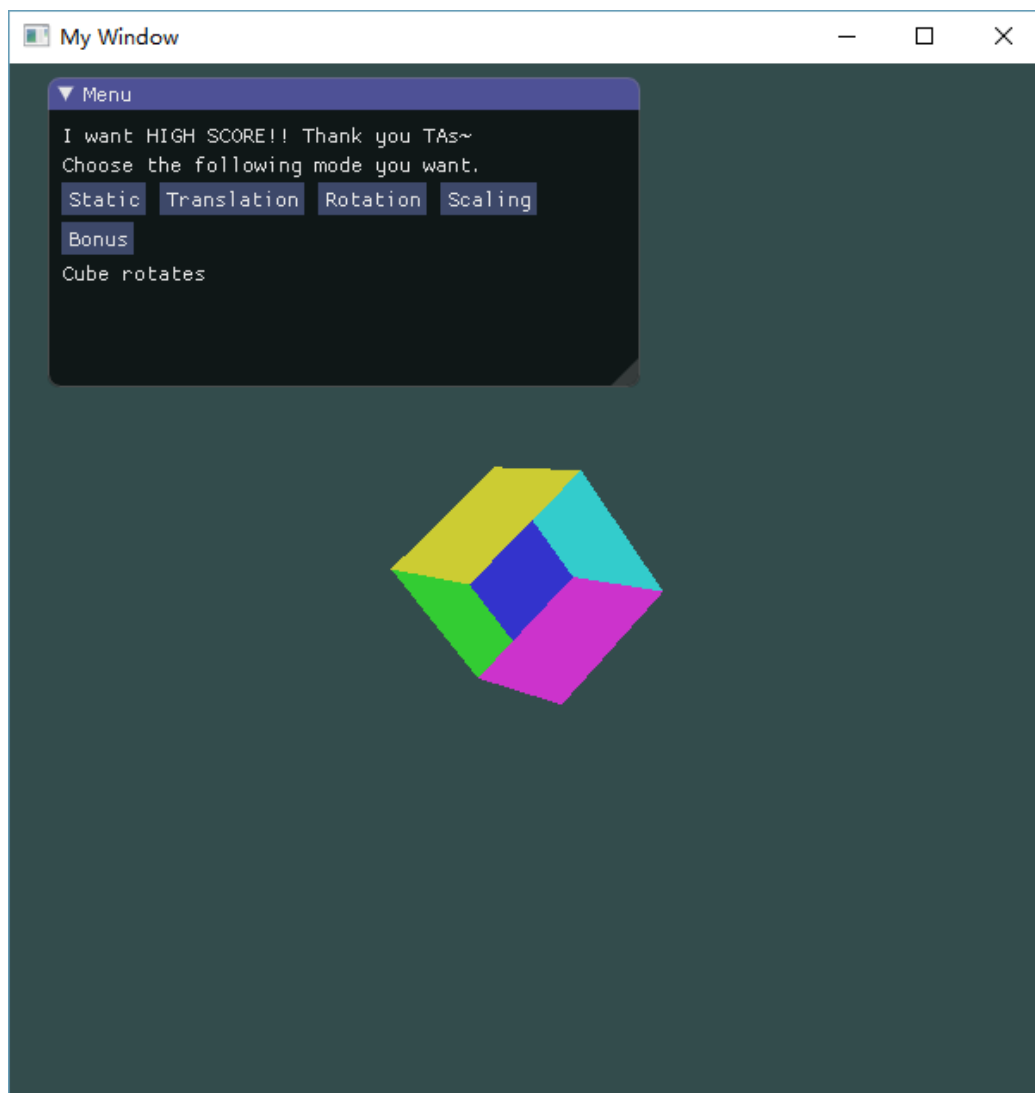 My Window
Menu
I want HIGH SCORE!! Thank you TAs~
Choose the following mode you want.
Static Translation Rotation Scaling
Bonus
Cube rotates